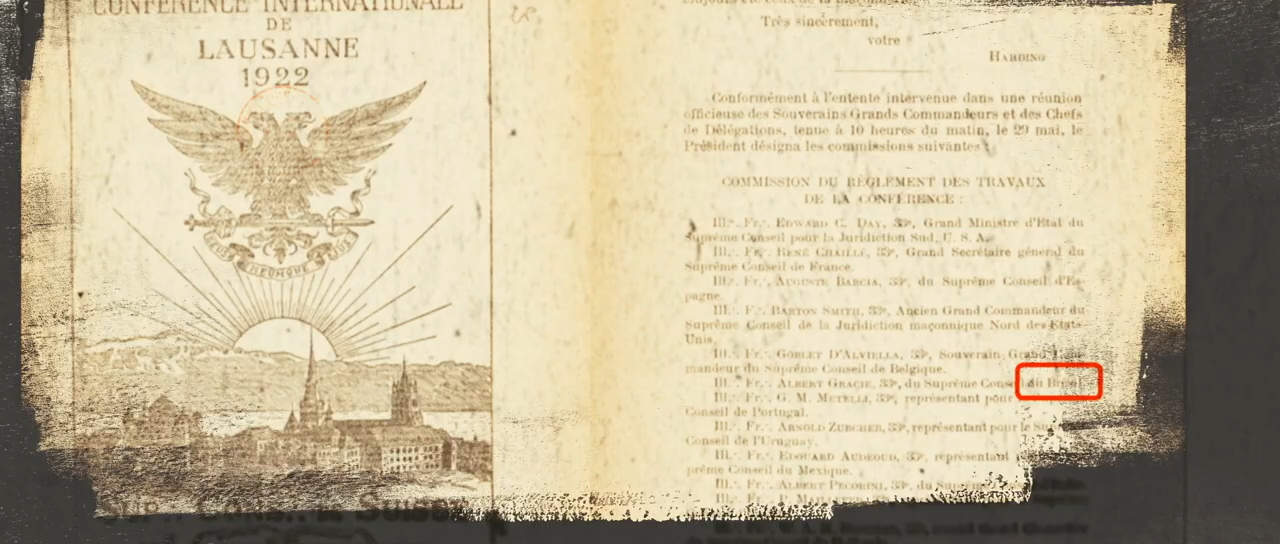 CONFÉRENCE INTERNATIONALE
DE
LAUSANNE
1922
DEUS MEUMQUE JUS
Très sincèrement,
votre
HARDING
Conformément à l'entente intervenue dans une réunion
officieuse des Souverains Grands Commandeurs et des Chefs
de Délégations, tenue à 10 heures du matin, le 29 mai, le
Président désigna les commissions suivantes :
COMMISSION DU RÈGLEMENT DES TRAVAUX
DE LA CONFÉRENCE :
Ill∴ Fr∴ EDWARD C. DAY, 33e, Grand Ministre d'Etat du
Suprême Conseil pour la Juridiction Sud, U. S. A.
Ill∴ Fr∴ RENÉ CHAILLÉ, 33e, Grand Secrétaire général du
Suprême Conseil de France.
Ill∴ Fr∴ AUGUSTE BARCIA, 33e, du Suprême Conseil d'Es-
pagne.
Ill∴ F∴ BARTON SMITH, 33e, Ancien Grand Commandeur du
Suprême Conseil de la Juridiction maçonnique Nord des Etats-
Unis.
Ill∴ Fr∴ GOBLET D'ALVIELLA, 33e, Souverain Grand
mandeur du Suprême Conseil de Belgique.
Ill∴ Fr∴ ALBERT GRACIE, 33e, du Suprême Conseil du
Ill∴ Fr∴ G. M. METELLI, 33e, représentant pour
Conseil de Portugal.
Ill∴ Fr∴ ARNOLD ZURCHER, 33e, représentant pour le
Conseil de l'Uruguay.
Ill∴ Fr∴ EDOUARD AUDEOUD, 33e, représentant
prême Conseil du Mexique.
Ill∴ Fr∴ ALBERT PECORINI, 33e, du